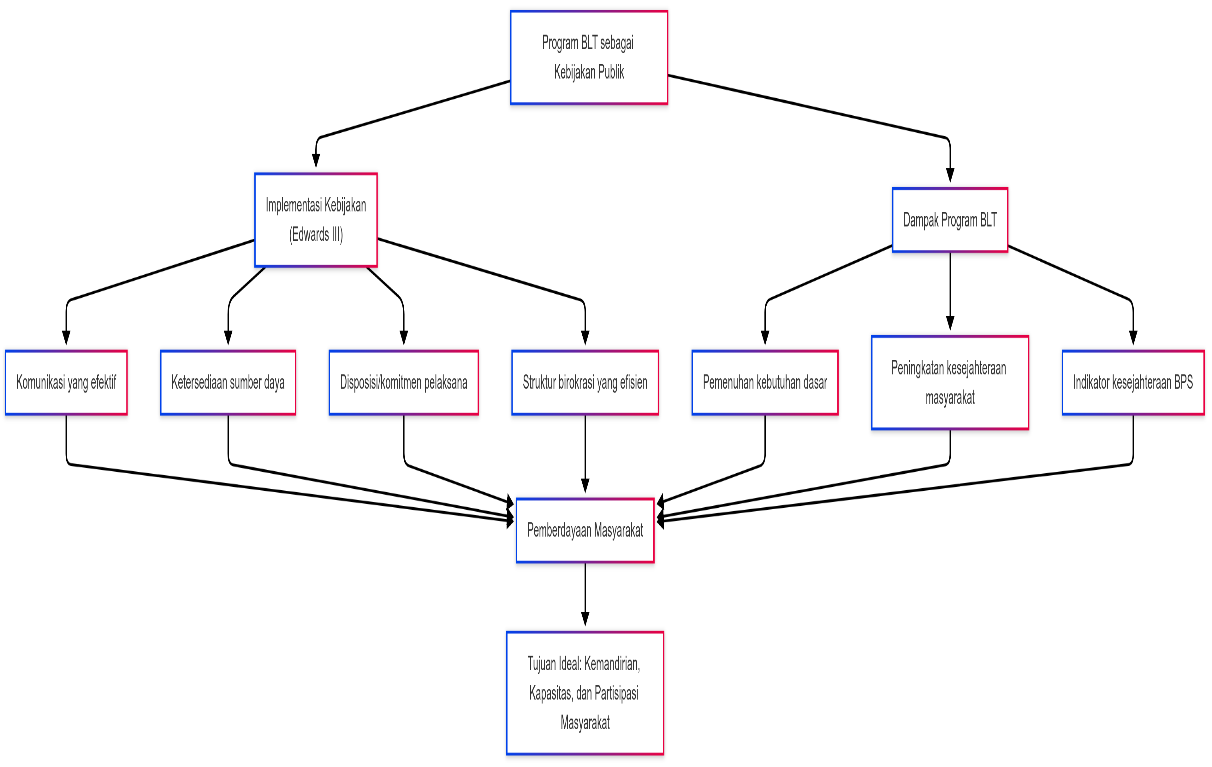 Program BLT sebagai
Kebijakan Publik
Implementasi Kebijakan
(Edwards III)
Dampak Program BLT
Komunikasi yang efektif
Ketersediaan sumber daya
Disposisi/komitmen pelaksana
Struktur birokrasi yang efisien
Pemenuhan kebutuhan dasar
Peningkatan kesejahteraan
masyarakat
Indikator kesejahteraan BPS
Pemberdayaan Masyarakat
Tujuan Ideal: Kemandirian,
Kapasitas, dan Partisipasi
Masyarakat